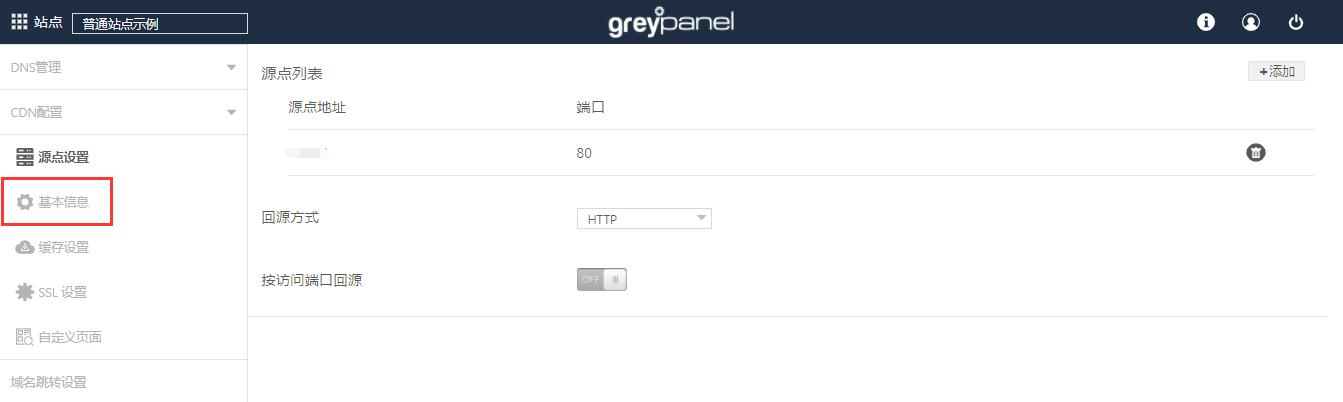 站点 普通站点示例 greypanel
DNS管理
CDN配置
源点设置
基本信息
缓存设置
SSL 设置
自定义页面
域名跳转设置
源点列表 +添加
源点地址 端口
80
回源方式 HTTP
按访问端口回源 OFF